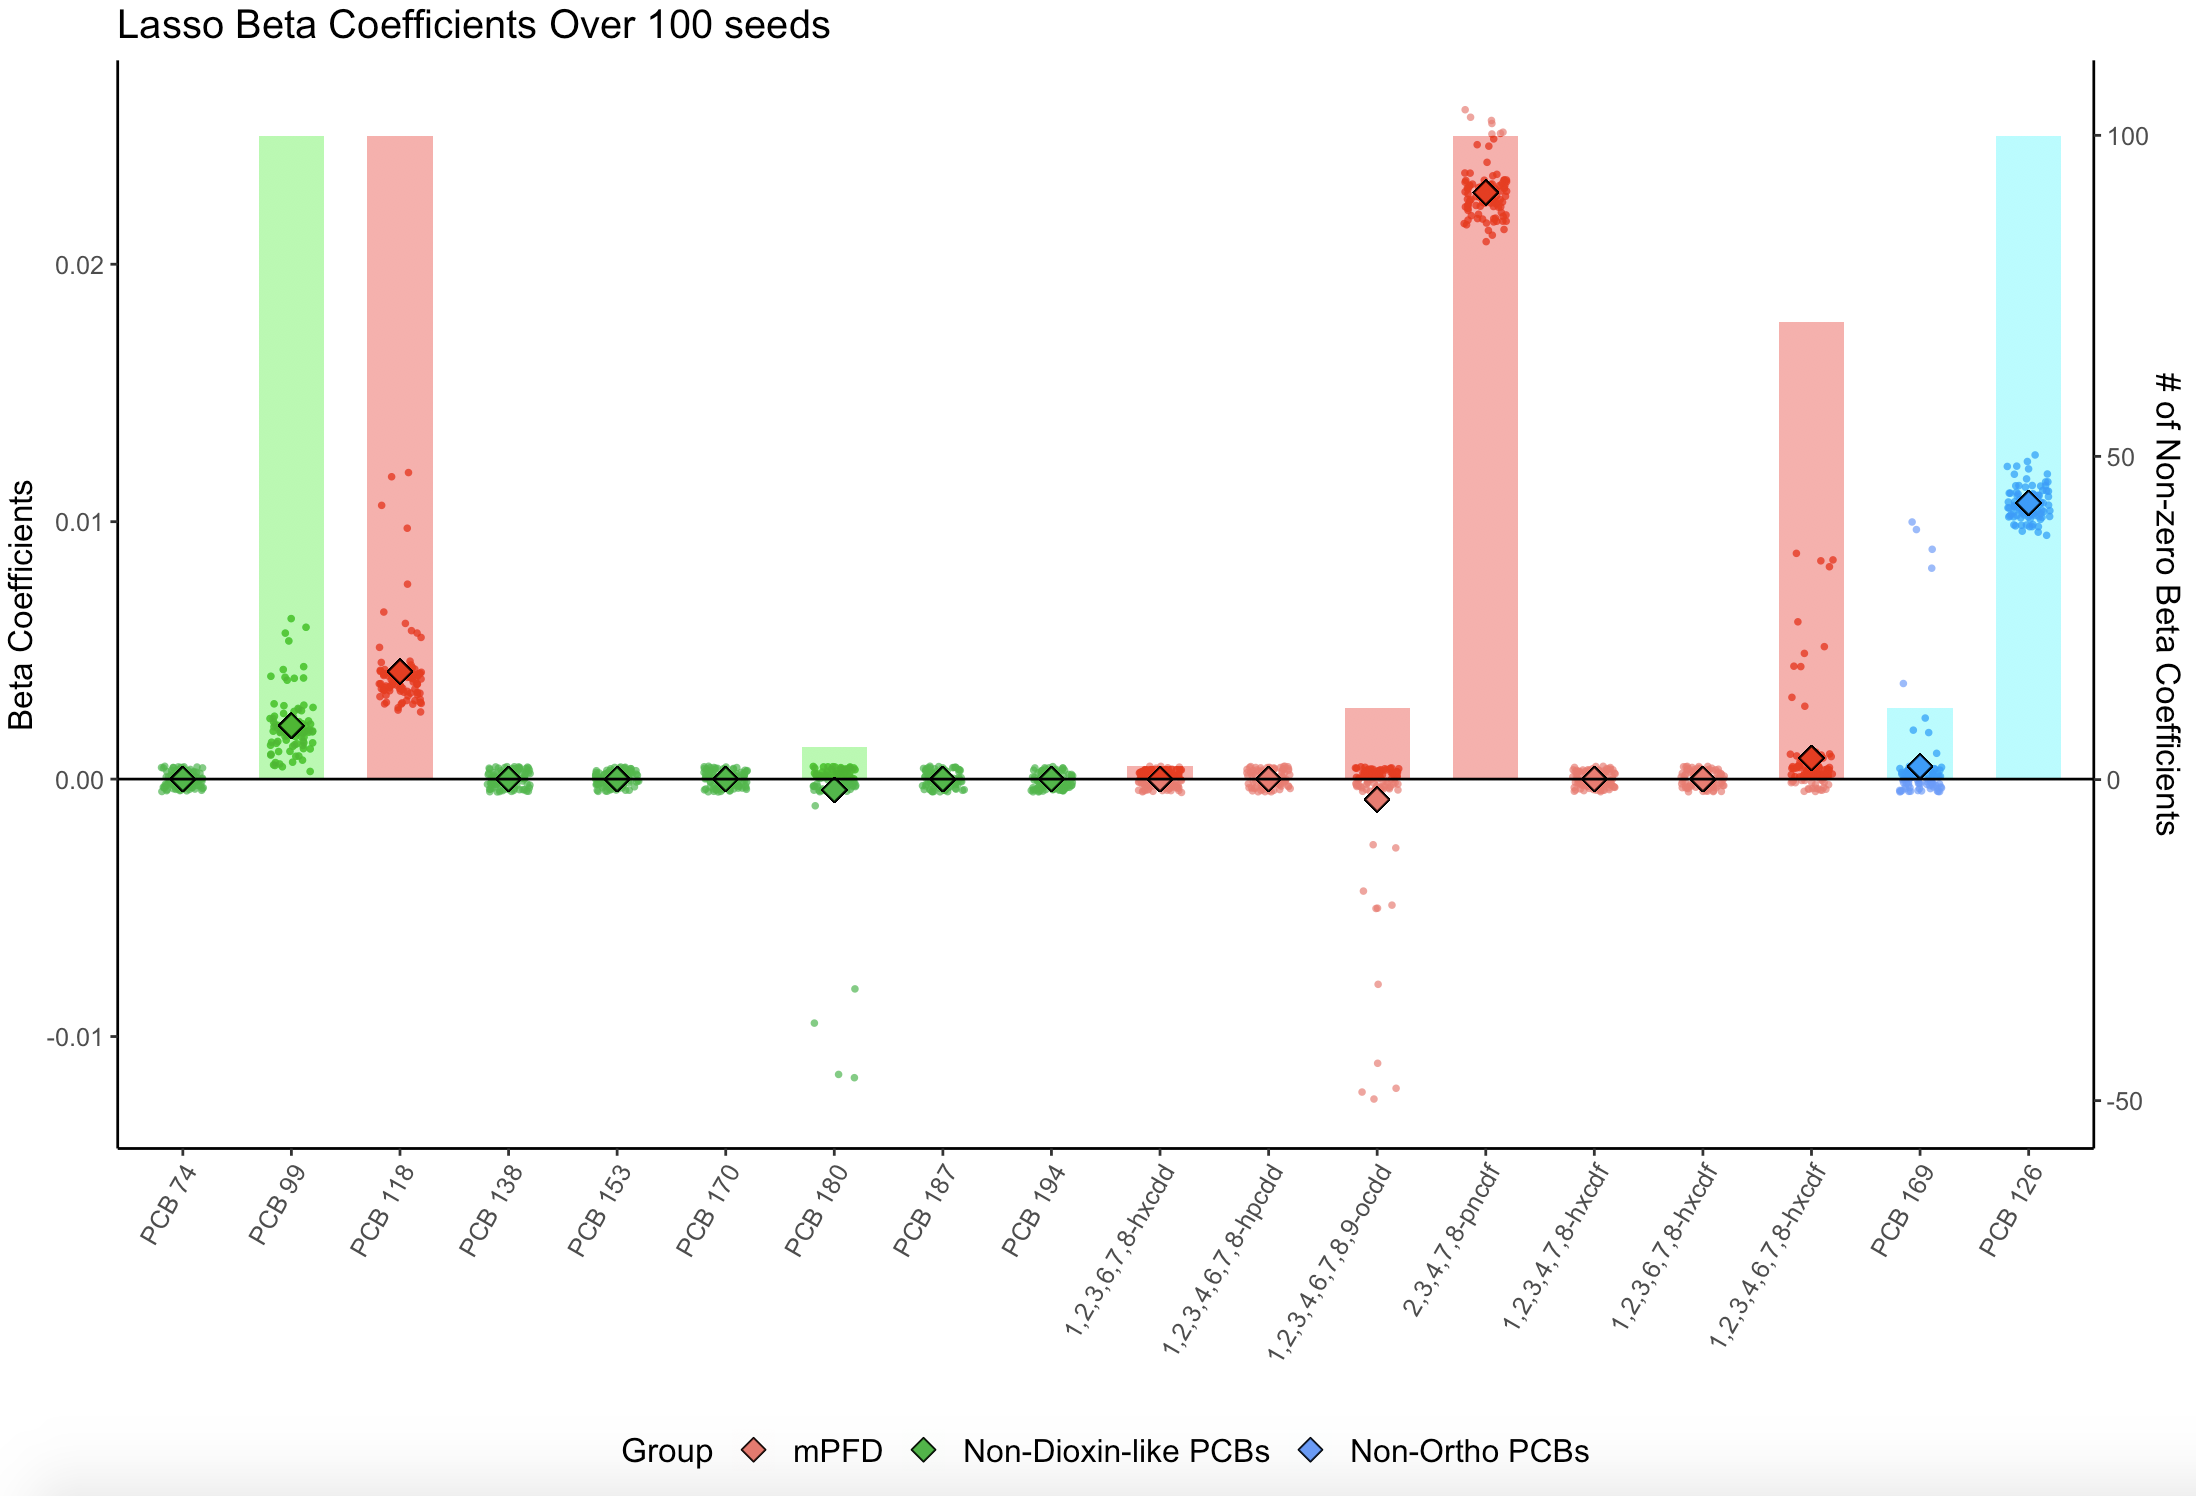 Lasso Beta Coefficients Over 100 seeds
Beta Coefficients
0.02
0.01
0.00
-0.01
100
50
0
-50
# of Non-zero Beta Coefficients
PCB 74
PCB 99
PCB 118
PCB 138
PCB 153
PCB 170
PCB 180
PCB 187
PCB 194
1,2,3,6,7,8-hxcdd
1,2,3,4,6,7,8-hpcdd
1,2,3,4,6,7,8,9-ocdd
2,3,4,7,8-pncdf
1,2,3,4,7,8-hxcdf
1,2,3,6,7,8-hxcdf
1,2,3,4,6,7,8-hxcdf
PCB 169
PCB 126
Group mPFD Non-Dioxin-like PCBs Non-Ortho PCBs